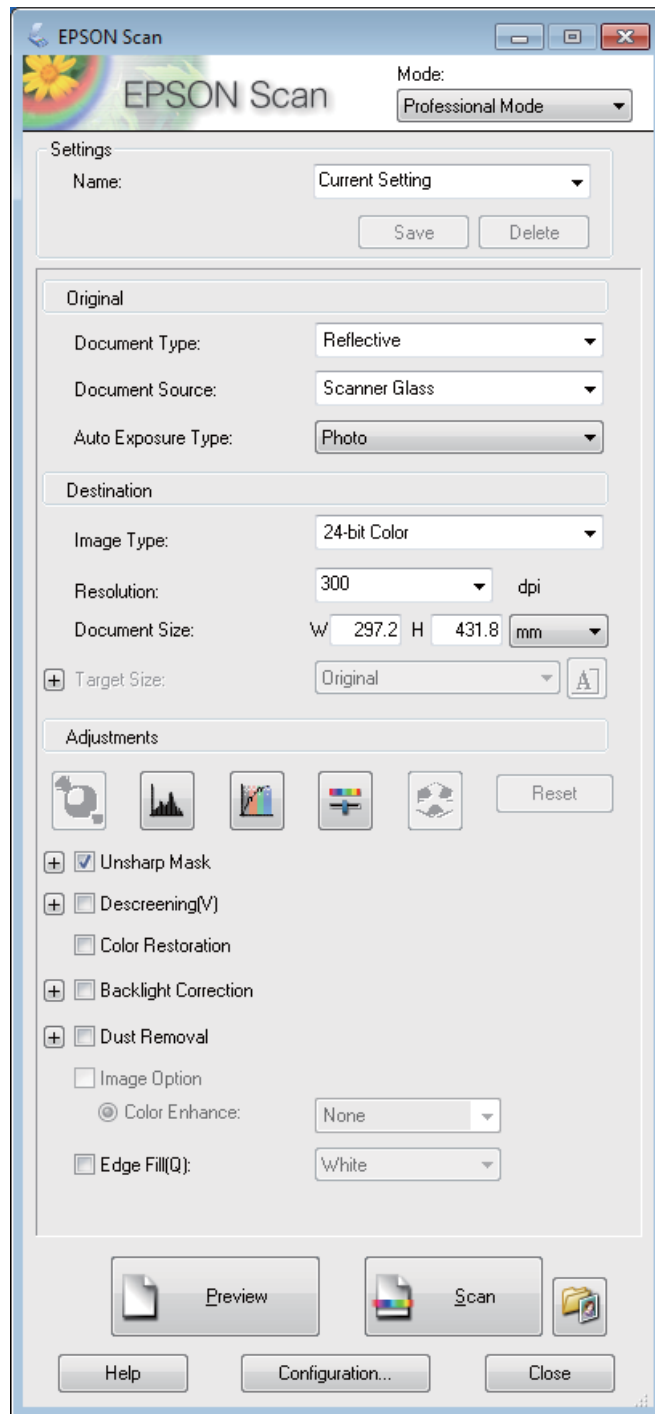 EPSON Scan
EPSON Scan
Mode:
Professional Mode
Settings
Name: Current Setting
Save Delete
Original
Document Type: Reflective
Document Source: Scanner Glass
Auto Exposure Type: Photo
Destination
Image Type: 24-bit Color
Resolution: 300 dpi
Document Size: W 297.2 H 431.8 mm
Target Size: Original A
Adjustments
Reset
Unsharp Mask
Descreening(V)
Color Restoration
Backlight Correction
Dust Removal
Image Option
Color Enhance: None
Edge Fill(Q): White
Preview Scan
Help Configuration... Close